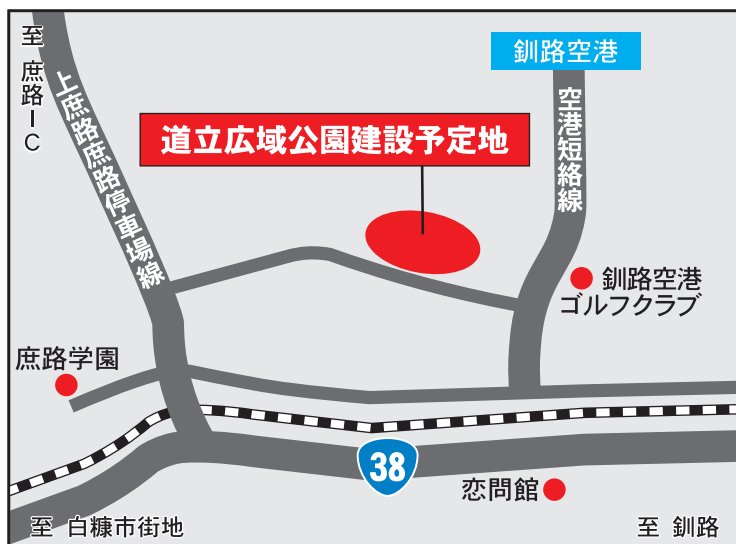 至 庶路IC
釧路空港
上庶路庶路停車場線
空港短絡線
道立広域公園建設予定地
釧路空港
ゴルフクラブ
庶路学園
38
恋問館
至 白糠市街地
至 釧路